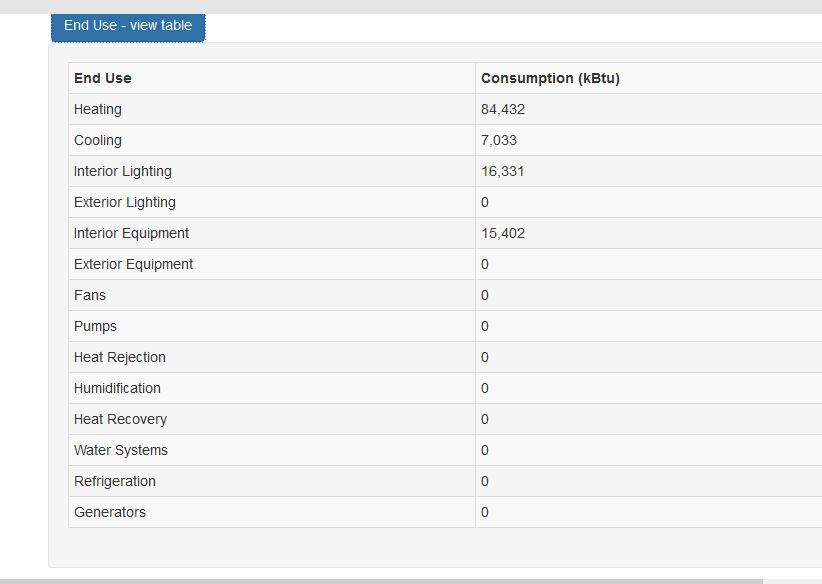 End Use - view table
End Use Consumption (kBtu)
Heating 84,432
Cooling 7,033
Interior Lighting 16,331
Exterior Lighting 0
Interior Equipment 15,402
Exterior Equipment 0
Fans 0
Pumps 0
Heat Rejection 0
Humidification 0
Heat Recovery 0
Water Systems 0
Refrigeration 0
Generators 0